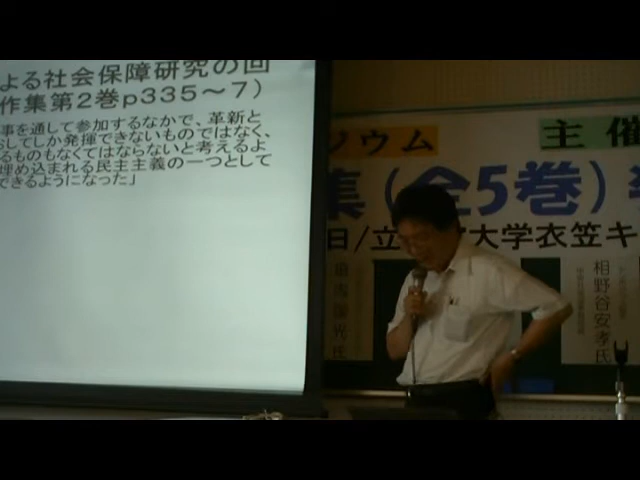 よる社会保障研究の回
作集第2巻p335～7）
事を通して参加するなかで、革新と
おしてしか発揮できないものではなく、
るものもなくてはならないと考えるよ
埋め込まれる民主主義の一つとして
できるようになった」
ソウム
主催
集(全5巻)
日/立
大学衣笠キ
相野谷安孝氏